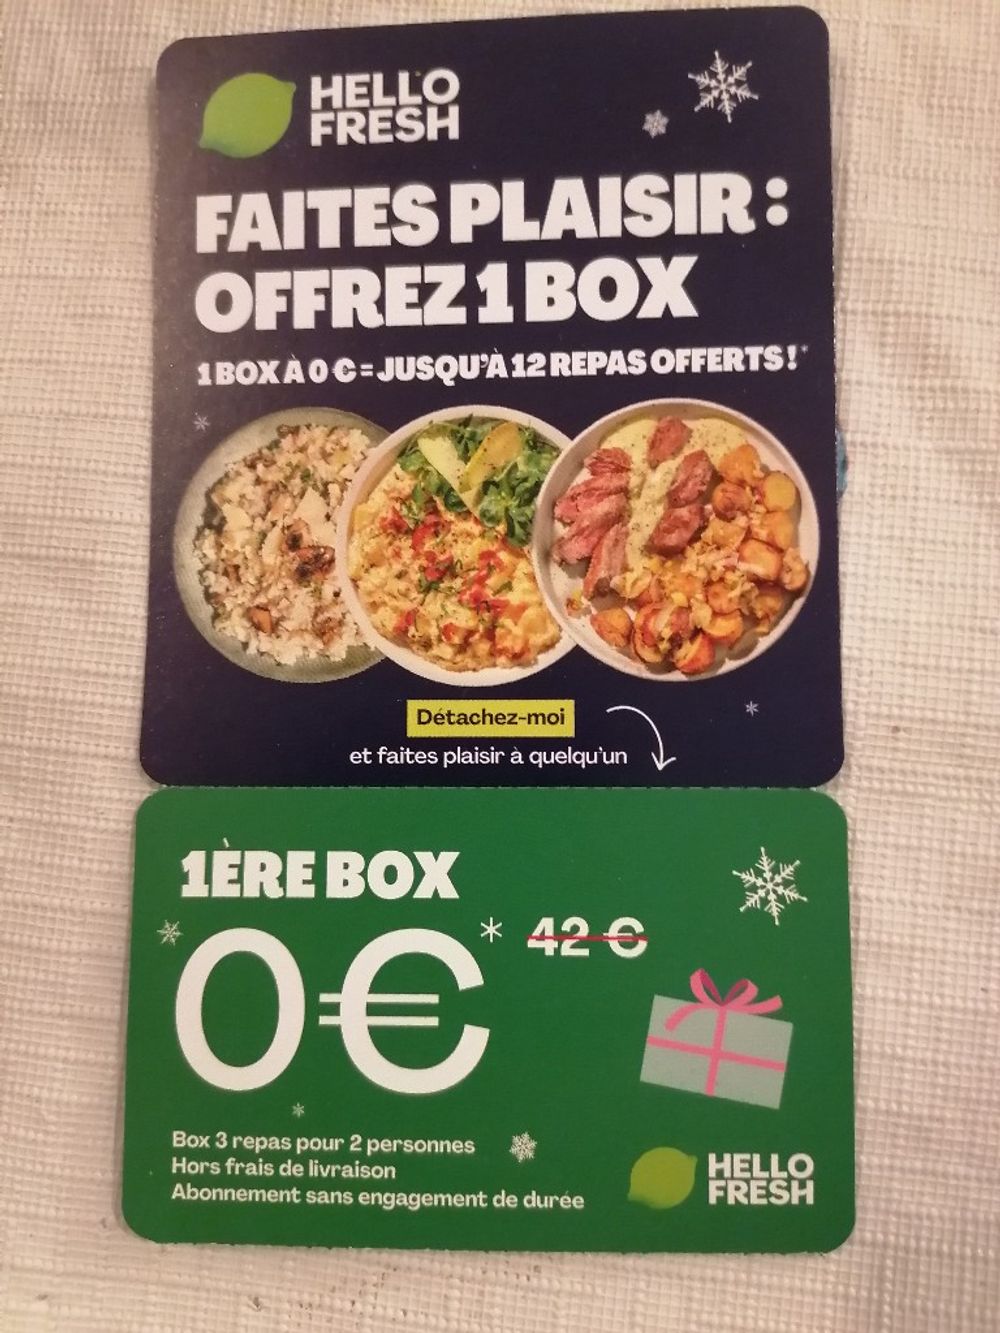 HELLO
FRESH
FAITES PLAISIR :
OFFREZ 1 BOX
1 BOX À 0 € = JUSQU'À 12 REPAS OFFERTS !*
Détachez-moi
et faites plaisir à quelqu'un
1ÈRE BOX
0€* 42 €
Box 3 repas pour 2 personnes
Hors frais de livraison
Abonnement sans engagement de durée
HELLO
FRESH